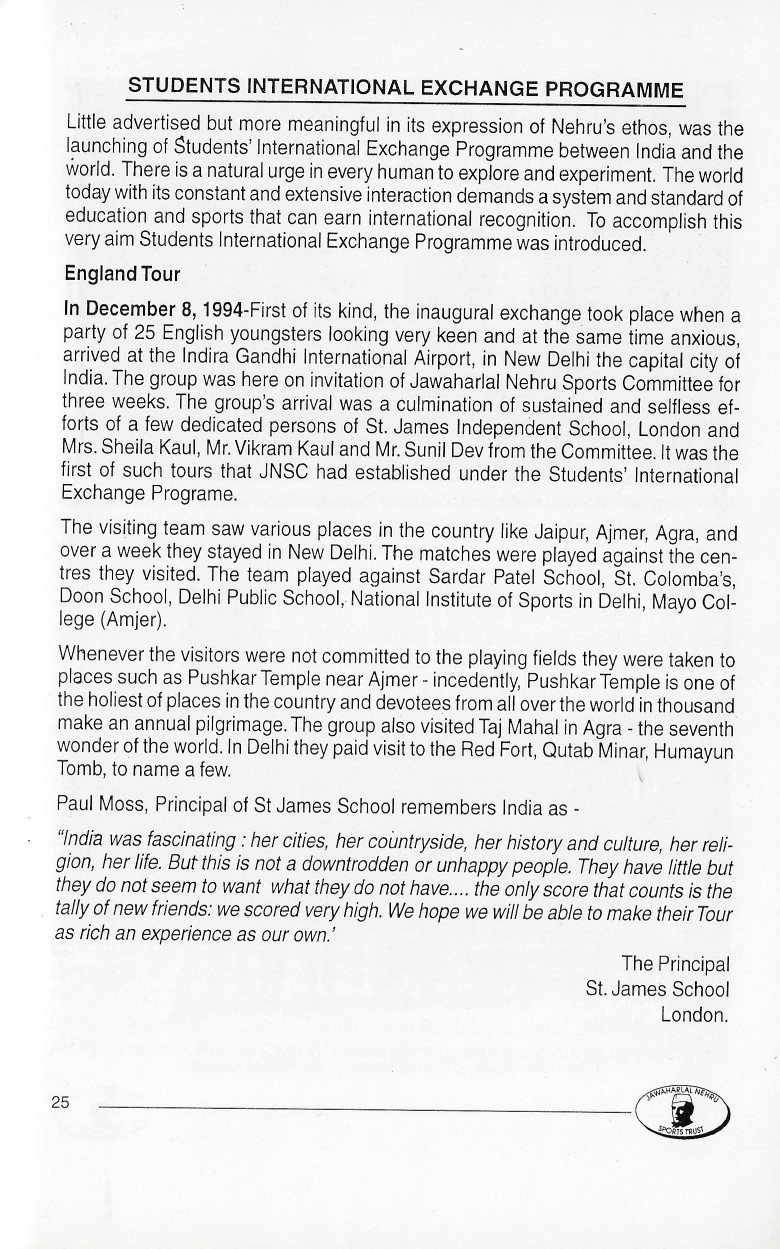 STUDENTS INTERNATIONAL EXCHANGE PROGRAMME
Little advertised but more meaningful in its expression of Nehru's ethos, was the
launching of Students' International Exchange Programme between India and the
world. There is a natural urge in every human to explore and experiment. The world
today with its constant and extensive interaction demands a system and standard of
education and sports that can earn international recognition. To accomplish this
very aim Students International Exchange Programme was introduced.
England Tour
In December 8, 1994-First of its kind, the inaugural exchange took place when a
party of 25 English youngsters looking very keen and at the same time anxious,
arrived at the Indira Gandhi International Airport, in New Delhi the capital city of
India. The group was here on invitation of Jawaharlal Nehru Sports Committee for
three weeks. The group's arrival was a culmination of sustained and selfless ef-
forts of a few dedicated persons of St. James Independent School, London and
Mrs. Sheila Kaul, Mr. Vikram Kaul and Mr. Sunil Dev from the Committee. It was the
first of such tours that JNSC had established under the Students' International
Exchange Programe.
The visiting team saw various places in the country like Jaipur, Ajmer, Agra, and
over a week they stayed in New Delhi. The matches were played against the cen-
tres they visited. The team played against Sardar Patel School, St. Colomba's,
Doon School, Delhi Public School, National Institute of Sports in Delhi, Mayo Col-
lege (Amjer).
Whenever the visitors were not committed to the playing fields they were taken to
places such as Pushkar Temple near Ajmer - incedently, Pushkar Temple is one of
the holiest of places in the country and devotees from all over the world in thousand
make an annual pilgrimage. The group also visited Taj Mahal in Agra - the seventh
wonder of the world. In Delhi they paid visit to the Red Fort, Qutab Minar, Humayun
Tomb, to name a few.
Paul Moss, Principal of St James School remembers India as -
"India was fascinating : her cities, her countryside, her history and culture, her reli-
gion, her life. But this is not a downtrodden or unhappy people. They have little but
they do not seem to want what they do not have.... the only score that counts is the
tally of new friends: we scored very high. We hope we will be able to make their Tour
as rich an experience as our own.'
The Principal
St. James School
London.
25
JAWAHARLAL NEHRU
SPORTS TRUST